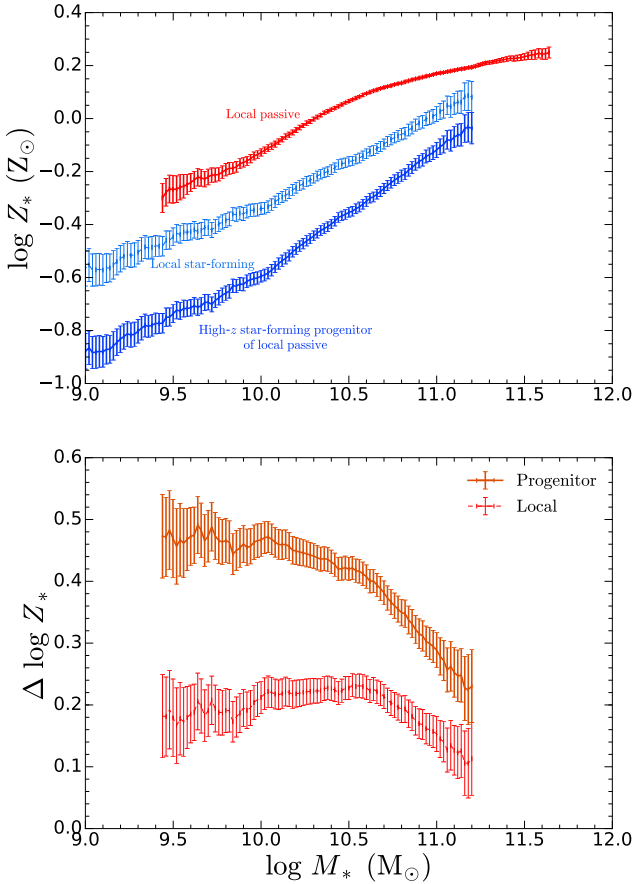 0.4
0.2
0.0
−0.2
−0.4
−0.6
−0.8
−1.0
log Z* (Z⊙)
Local passive
Local star-forming
High-z star-forming progenitor
of local passive
9.0 9.5 10.0 10.5 11.0 11.5 12.0
0.6
0.5
0.4
0.3
0.2
0.1
0.0
Δ log Z*
Progenitor
Local
9.0 9.5 10.0 10.5 11.0 11.5 12.0
log M* (M⊙)